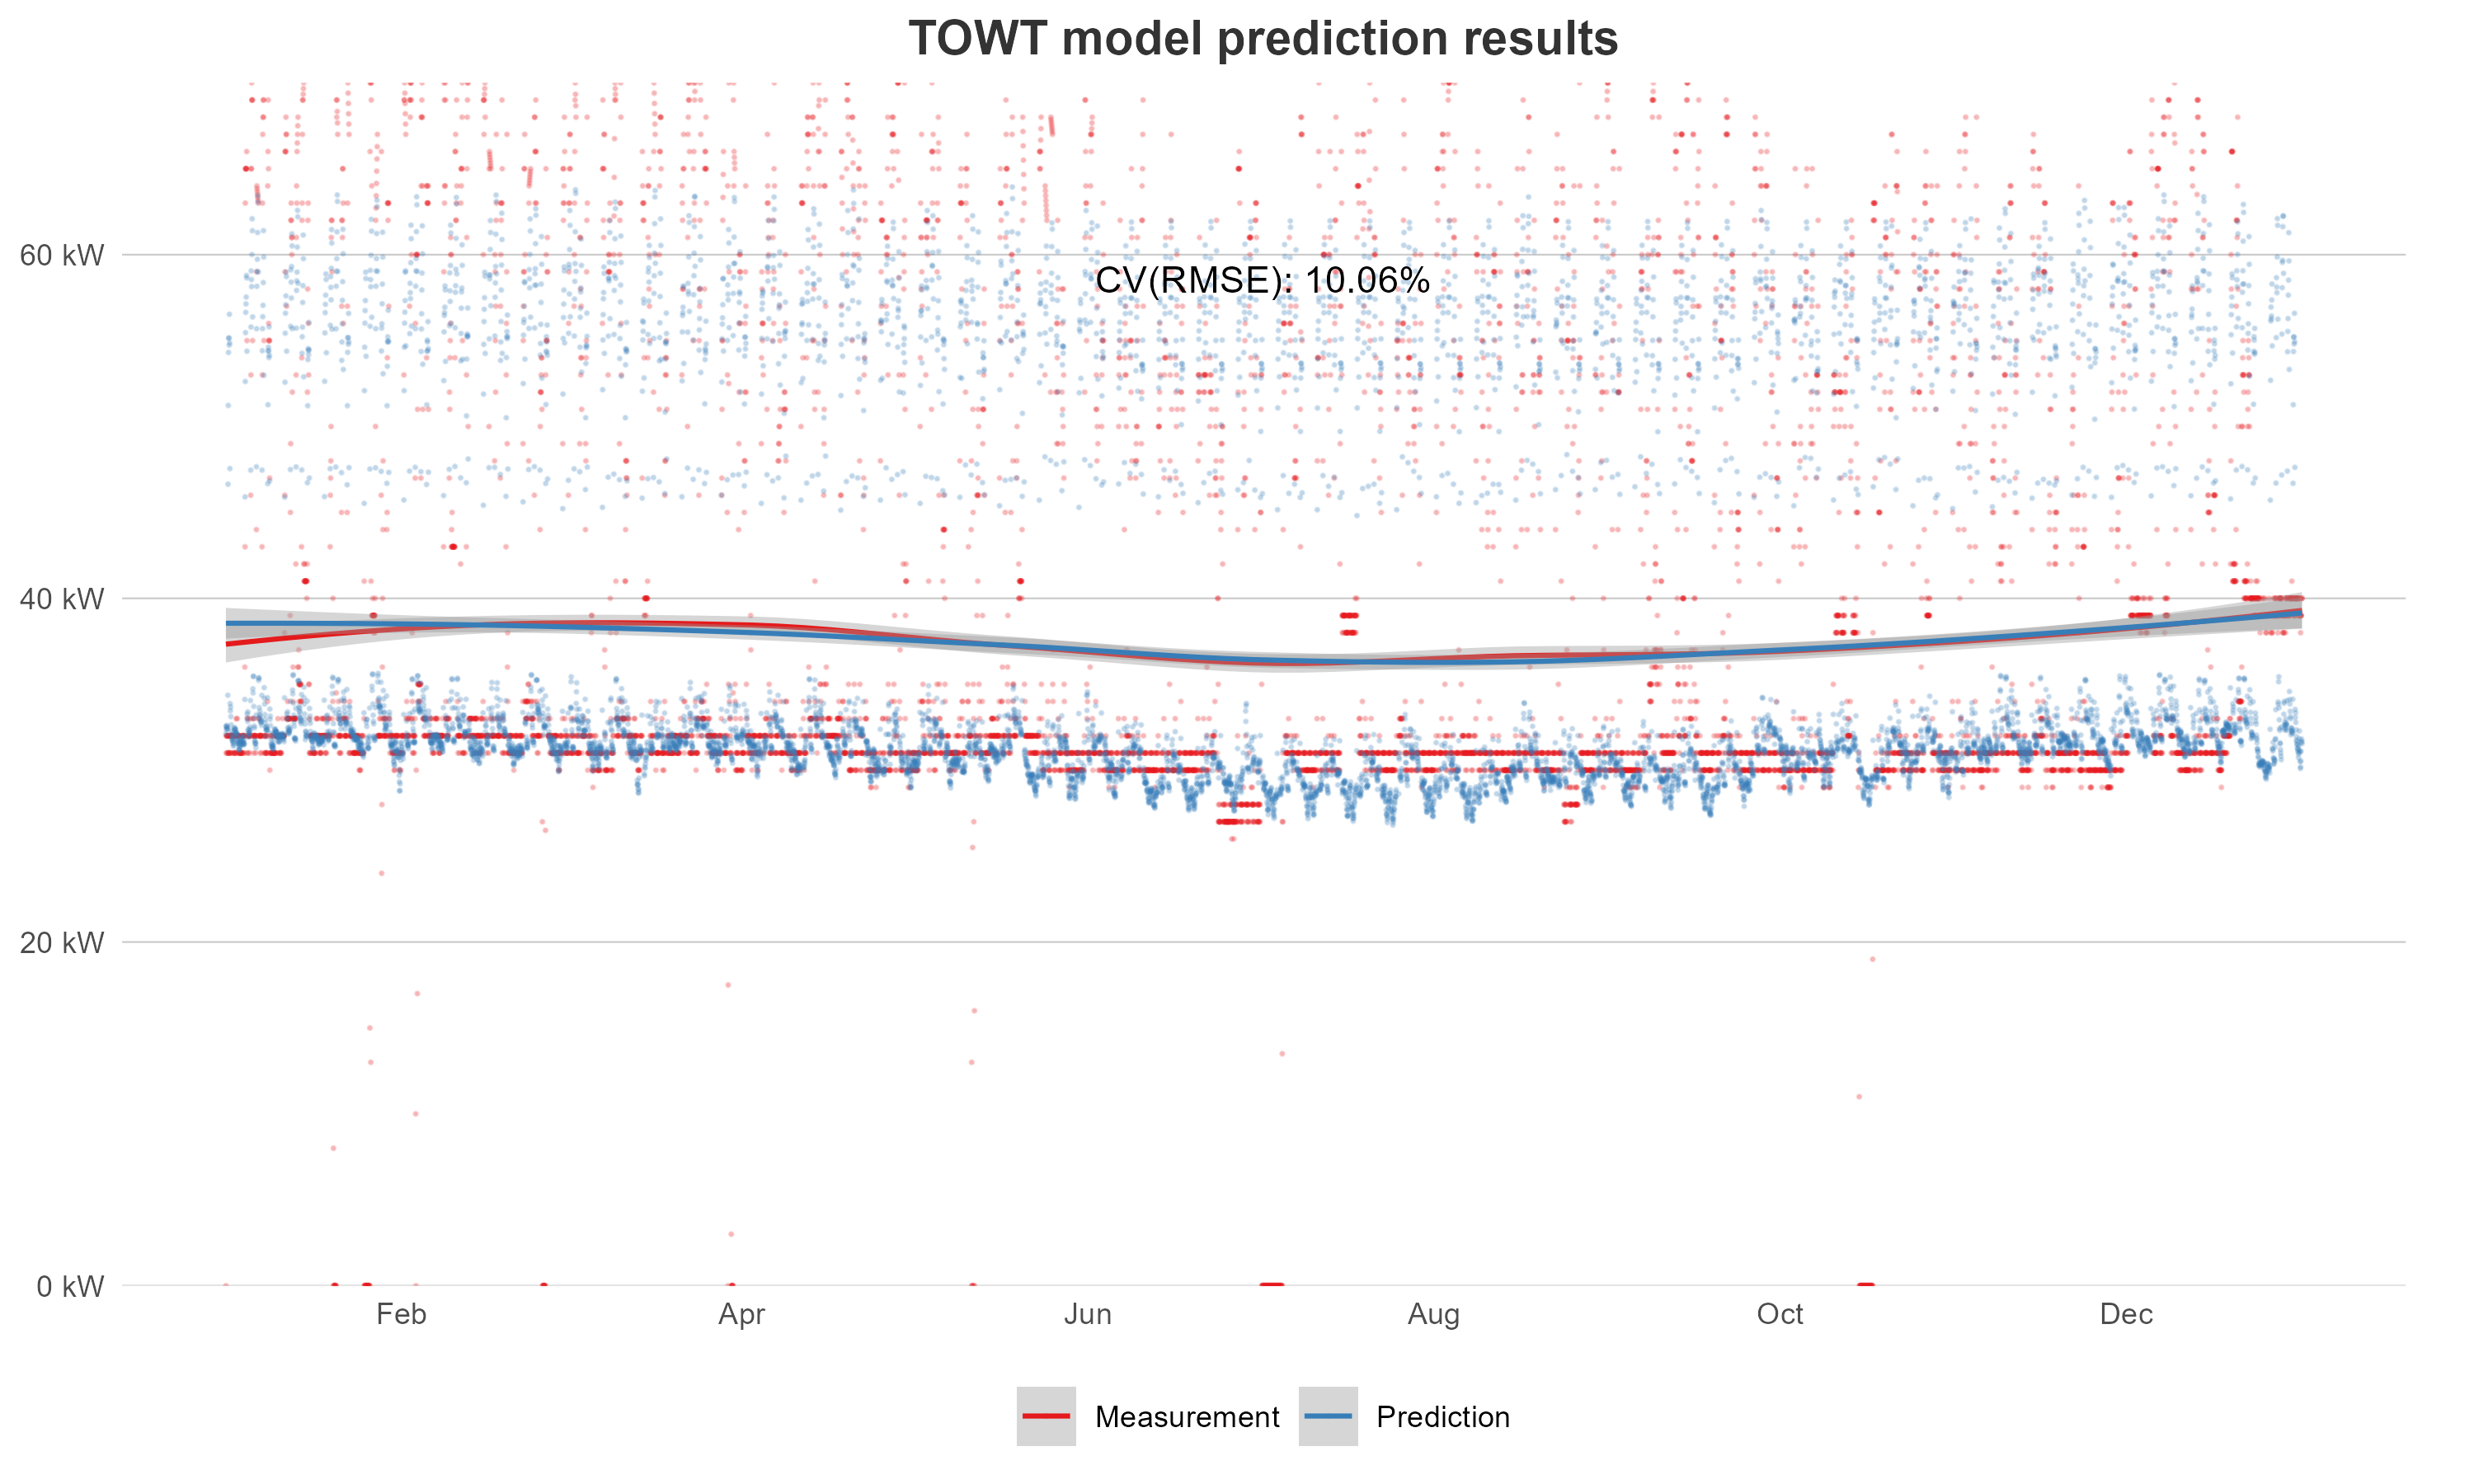 TOWT model prediction results
60 kW
CV(RMSE): 10.06%
40 kW
20 kW
0 kW
Feb Apr Jun Aug Oct Dec
Measurement Prediction